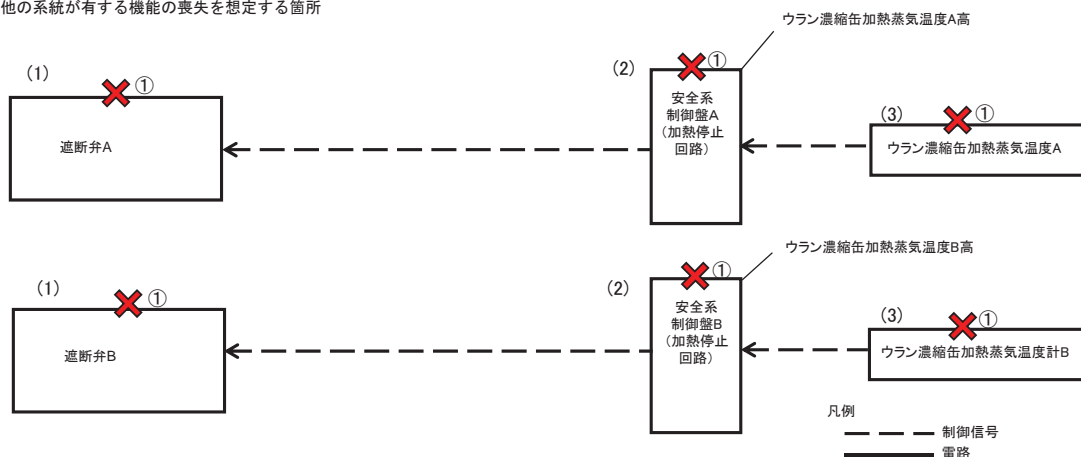 他の系統が有する機能の喪失を想定する箇所
ウラン濃縮缶加熱蒸気温度A高
(1)
①
遮断弁A
(2)
①
安全系
制御盤A
(加熱停止
回路)
(3)
①
ウラン濃縮缶加熱蒸気温度A
ウラン濃縮缶加熱蒸気温度B高
(1)
①
遮断弁B
(2)
①
安全系
制御盤B
(加熱停止
回路)
(3)
①
ウラン濃縮缶加熱蒸気温度計B
凡例
制御信号
電路